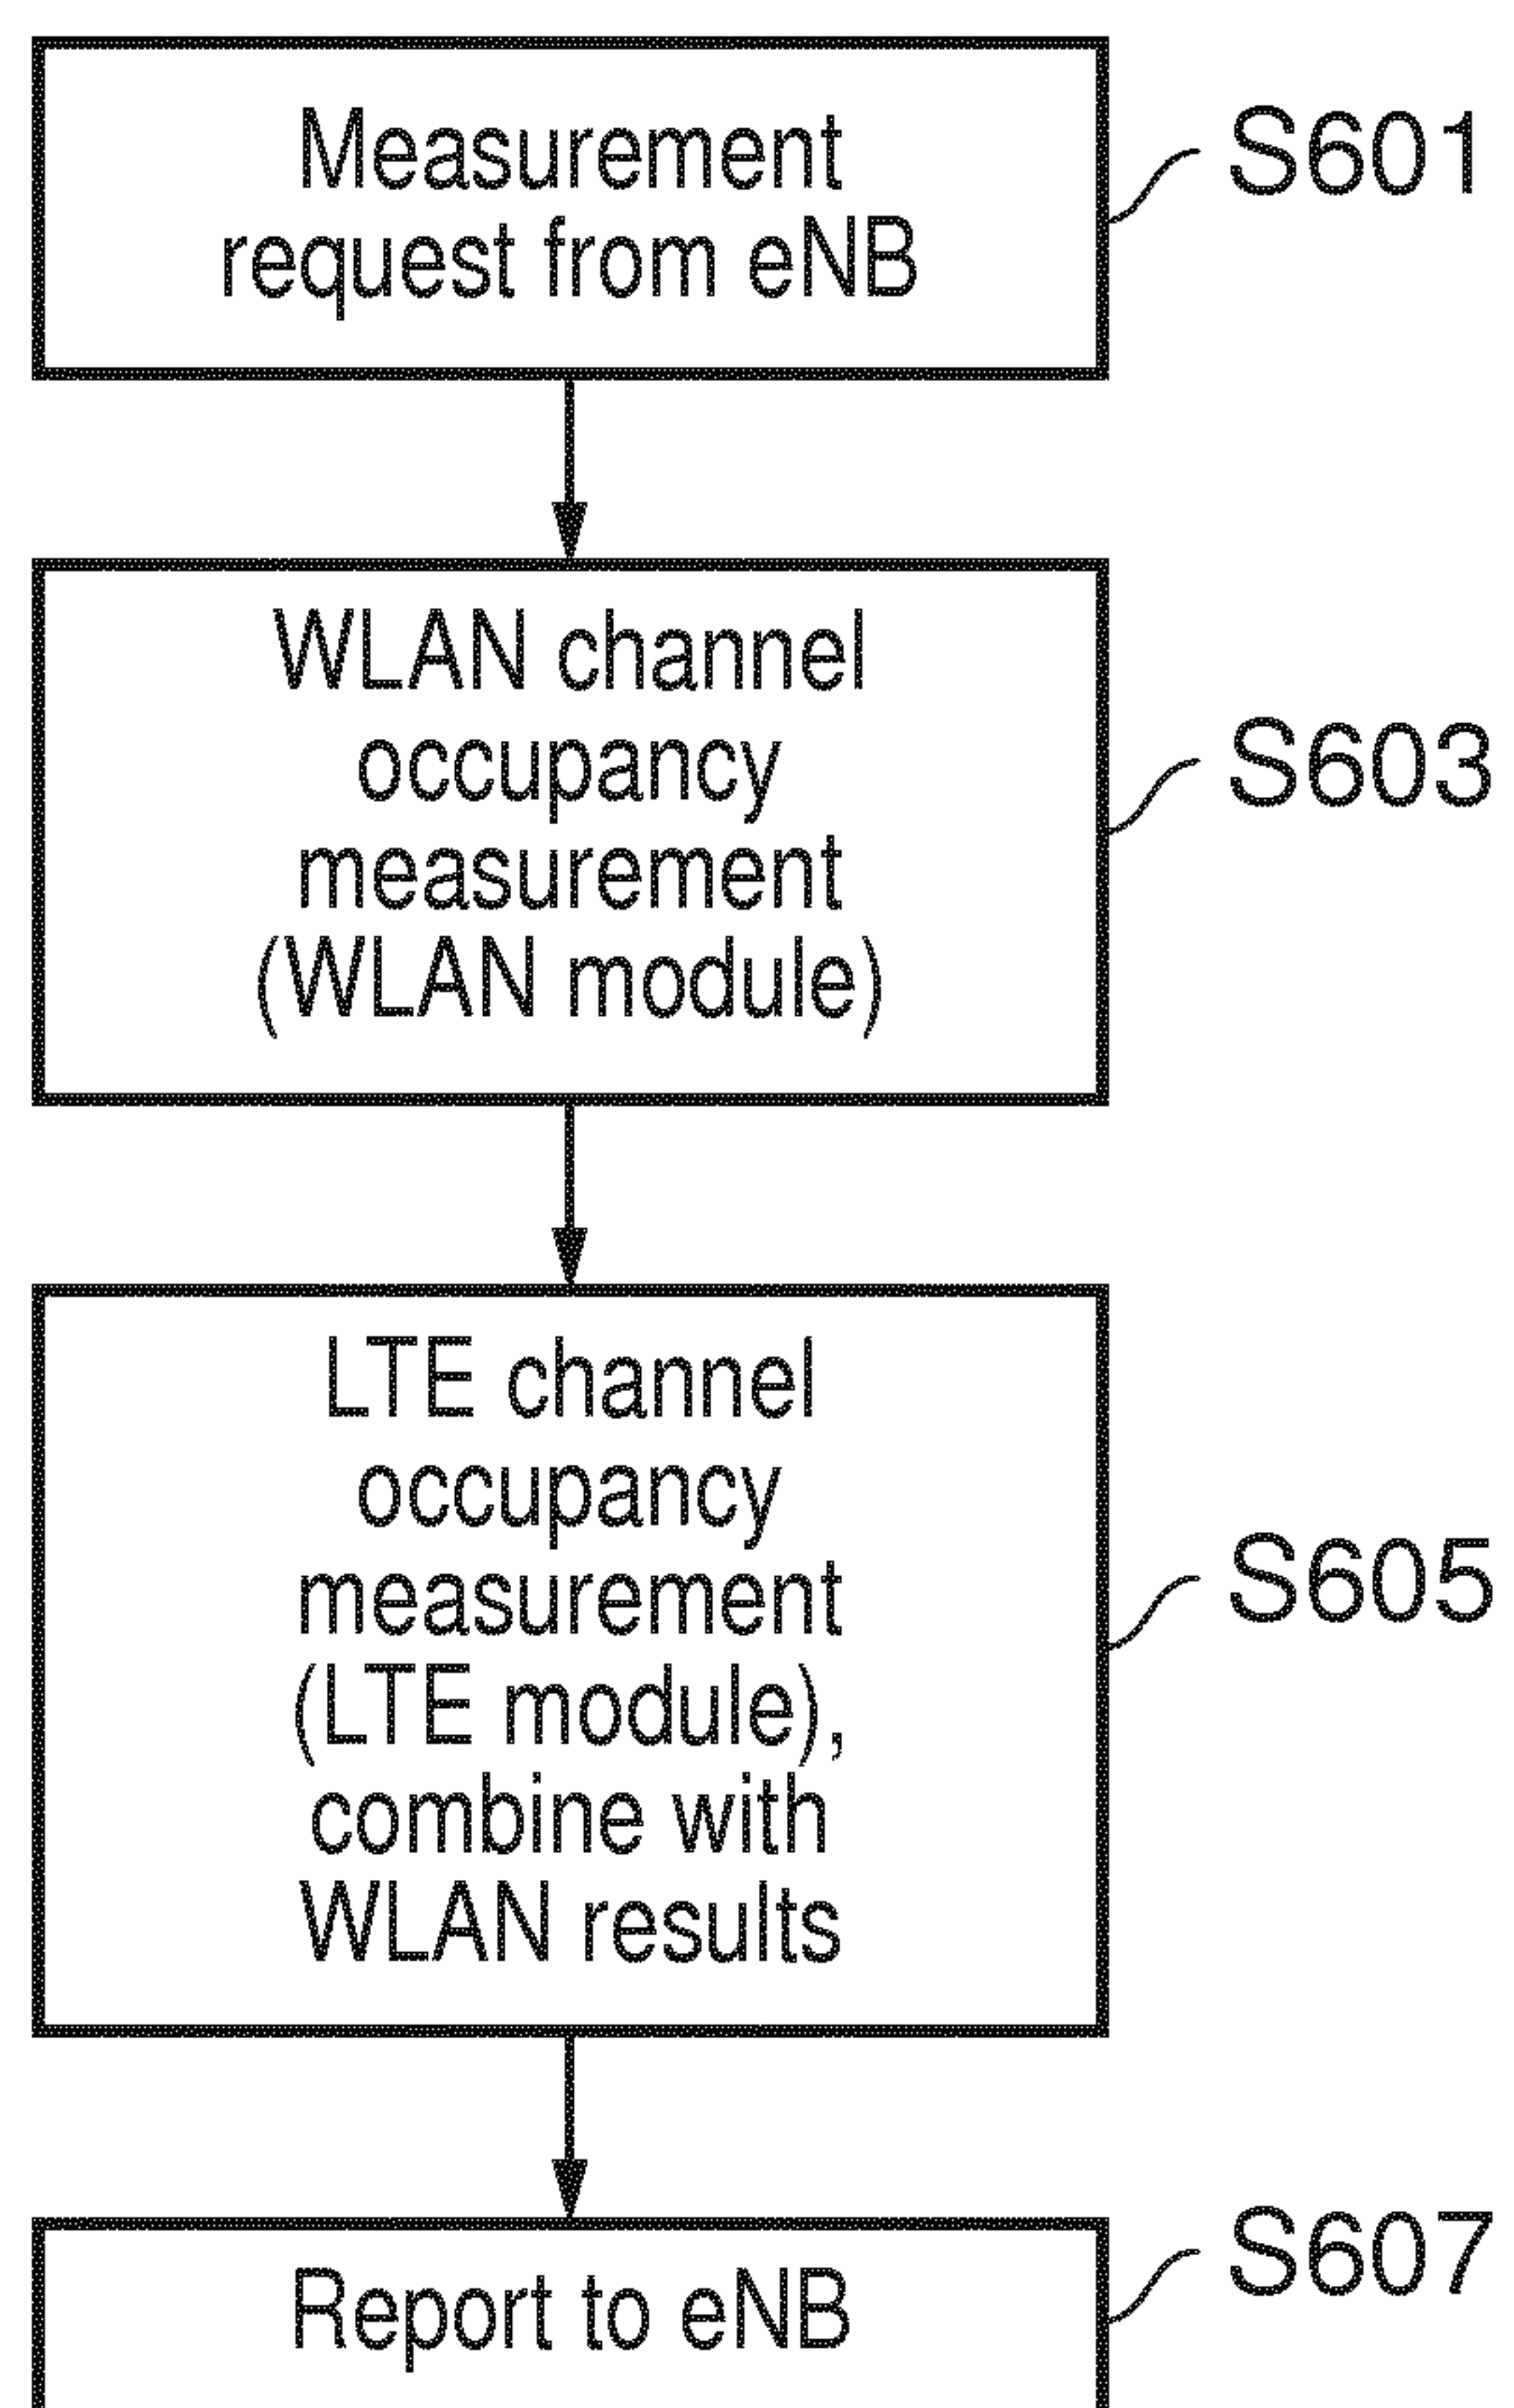 Measurement
request from eNB
S601
WLAN channel
occupancy
measurement
(WLAN module)
S603
LTE channel
occupancy
measurement
(LTE module),
combine with
WLAN results
S605
Report to eNB
S607